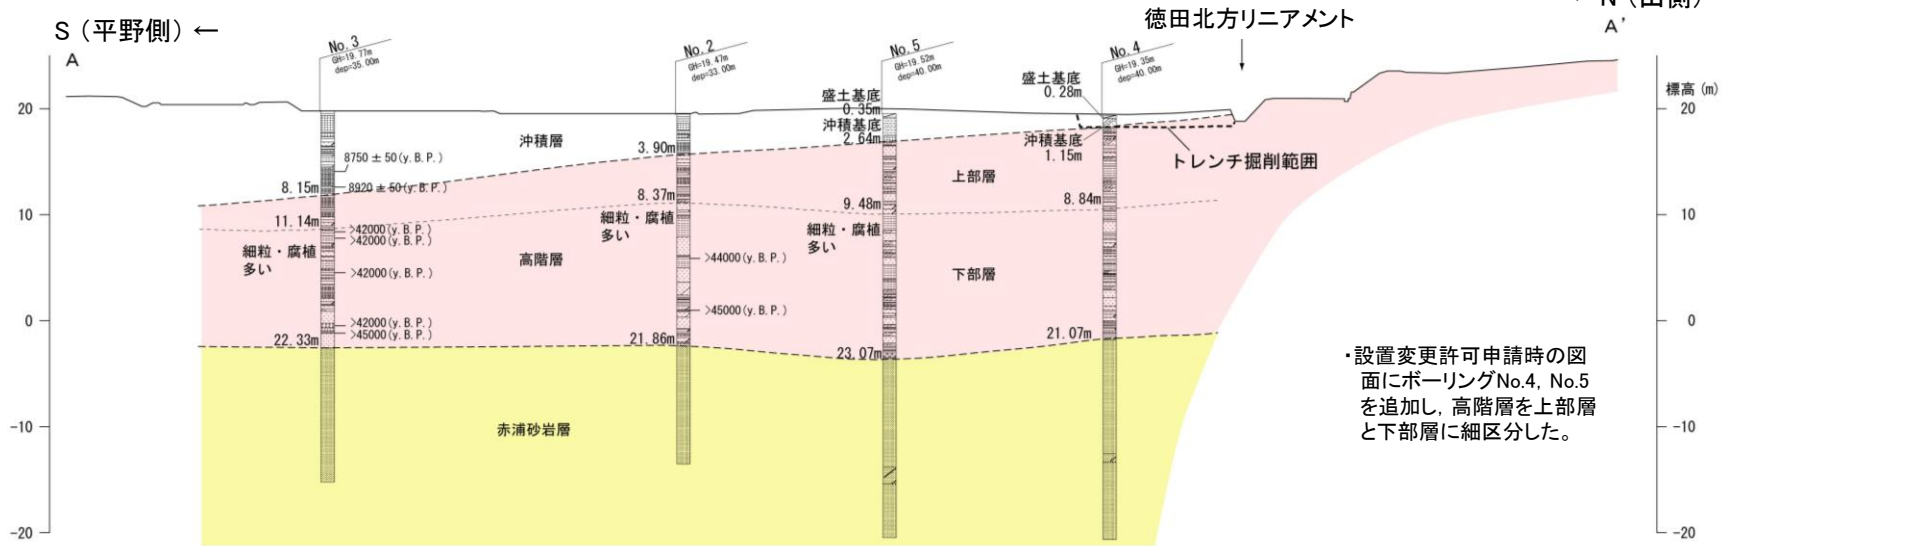 S（平野側）←
徳田北方リニアメント
A
A'
No.3
GH=19.77m
dep=35.00m
No.2
GH=19.47m
dep=33.00m
No.5
GH=19.52m
dep=40.00m
No.4
GH=19.35m
dep=40.00m
標高(m)
20
10
0
-10
-20
20
10
0
-10
-20
盛土基底
0.28m
盛土基底
0.35m
沖積基底
2.64m
沖積基底
1.15m
トレンチ掘削範囲
沖積層
8750±50(y.B.P.)
8920±50(y.B.P.)
8.15m
3.90m
上部層
11.14m
8.37m
9.48m
8.84m
細粒・腐植
多い
細粒・腐植
多い
細粒・腐植
多い
>42000(y.B.P.)
>42000(y.B.P.)
>42000(y.B.P.)
>42000(y.B.P.)
>45000(y.B.P.)
>44000(y.B.P.)
>45000(y.B.P.)
高階層
下部層
22.33m
21.86m
23.07m
21.07m
赤浦砂岩層
・設置変更許可申請時の図
面にボーリングNo.4，No.5
を追加し，高階層を上部層
と下部層に細区分した。